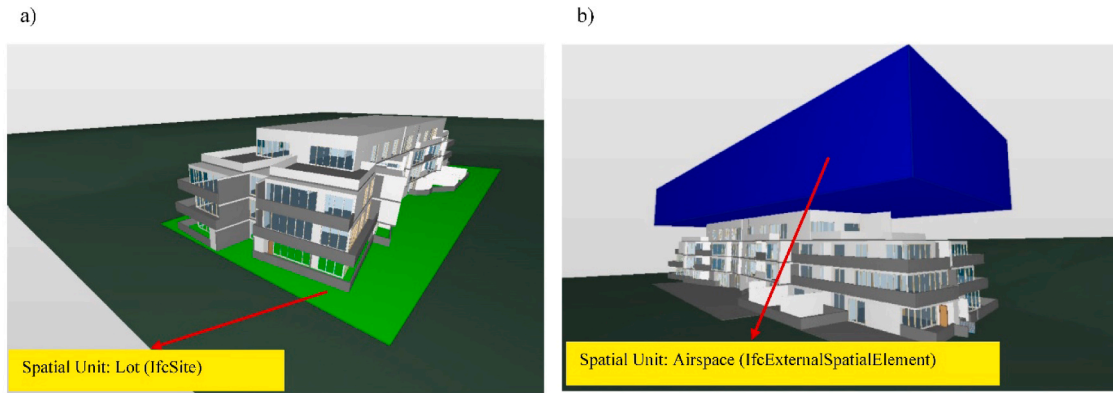 a)
b)
Spatial Unit: Lot (IfcSite)
Spatial Unit: Airspace (IfcExternalSpatialElement)